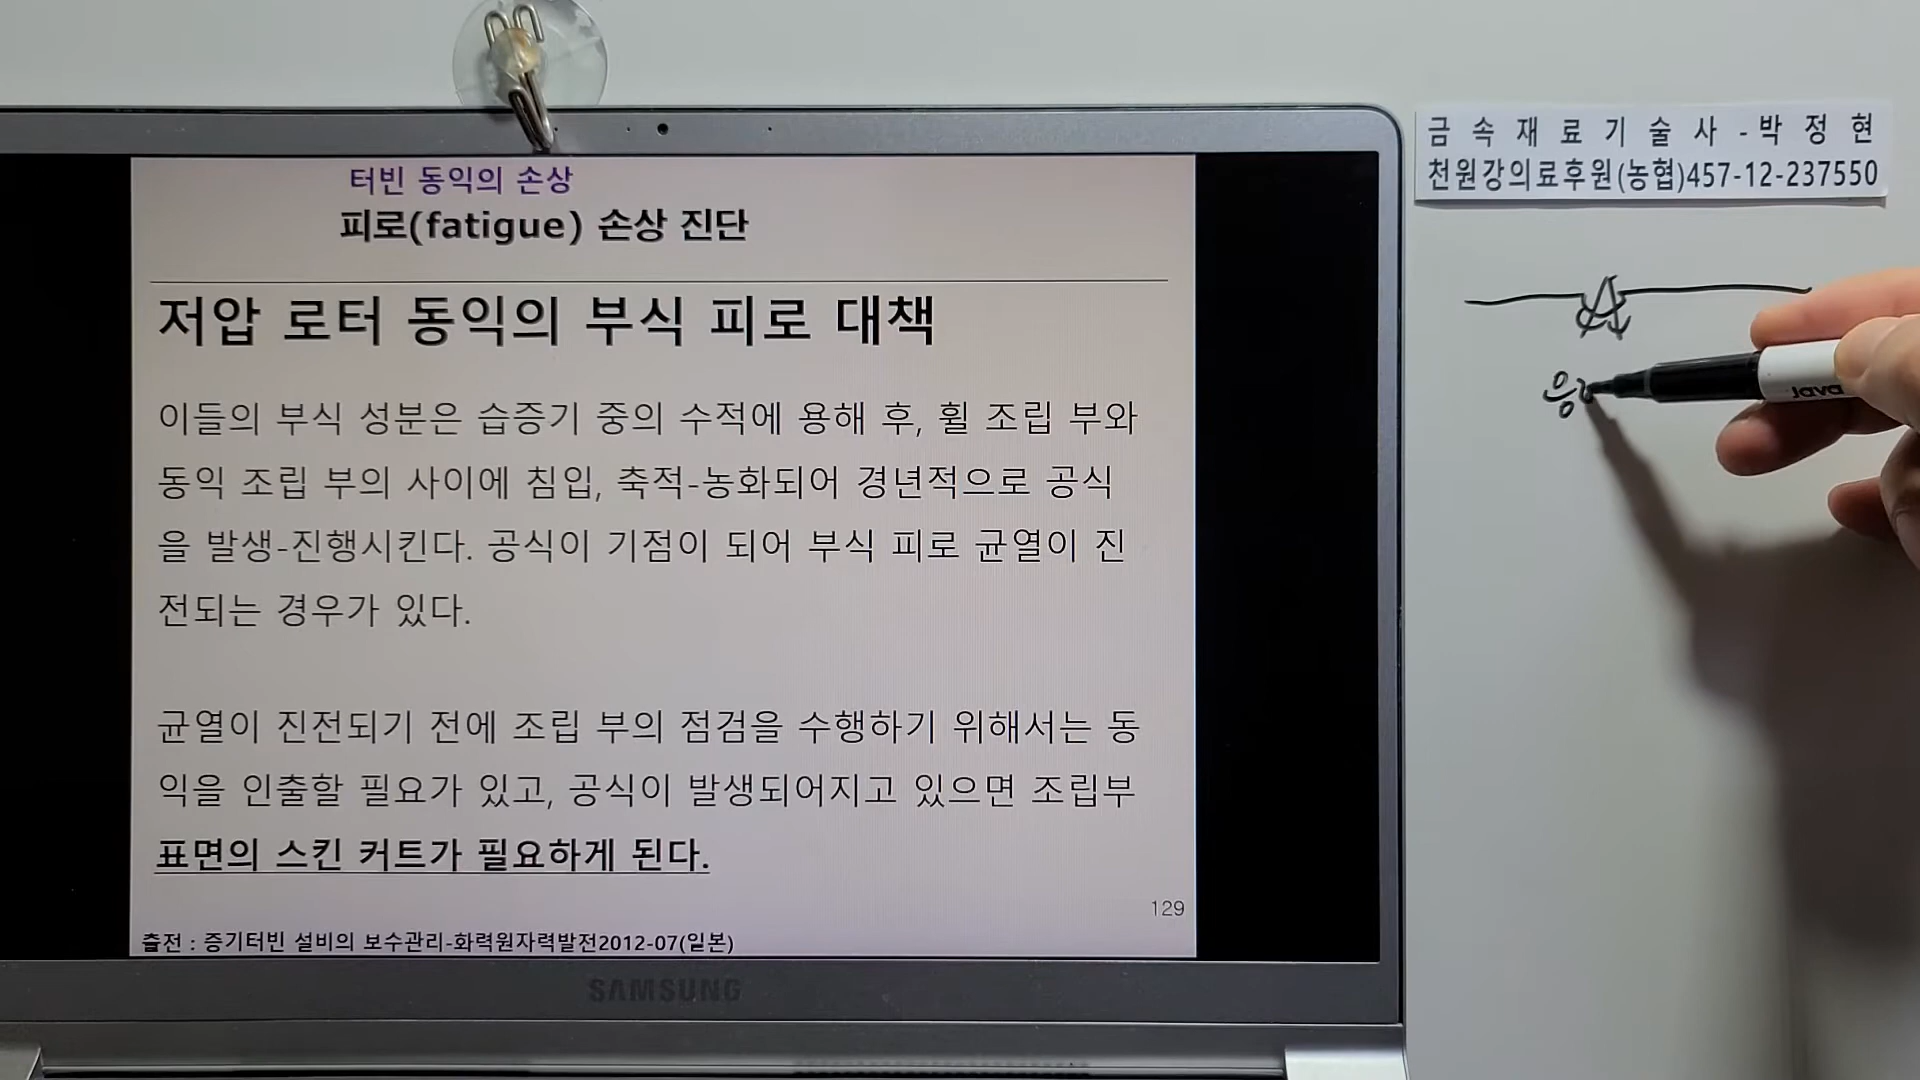 터빈 동익의 손상
피로(fatigue) 손상 진단
저압 로터 동익의 부식 피로 대책
이들의 부식 성분은 습증기 중의 수적에 용해 후, 휠 조립 부와
동익 조립 부의 사이에 침입, 축적-농화되어 경년적으로 공식
을 발생-진행시킨다. 공식이 기점이 되어 부식 피로 균열이 진
전되는 경우가 있다.
균열이 진전되기 전에 조립 부의 점검을 수행하기 위해서는 동
익을 인출할 필요가 있고, 공식이 발생되어지고 있으면 조립부
표면의 스킨 커트가 필요하게 된다.
129
출전 : 증기터빈 설비의 보수관리-화력원자력발전2012-07(일본)
SAMSUNG
금속재료기술사-박정현
천원강의료후원(농협)457-12-237550
응
Java